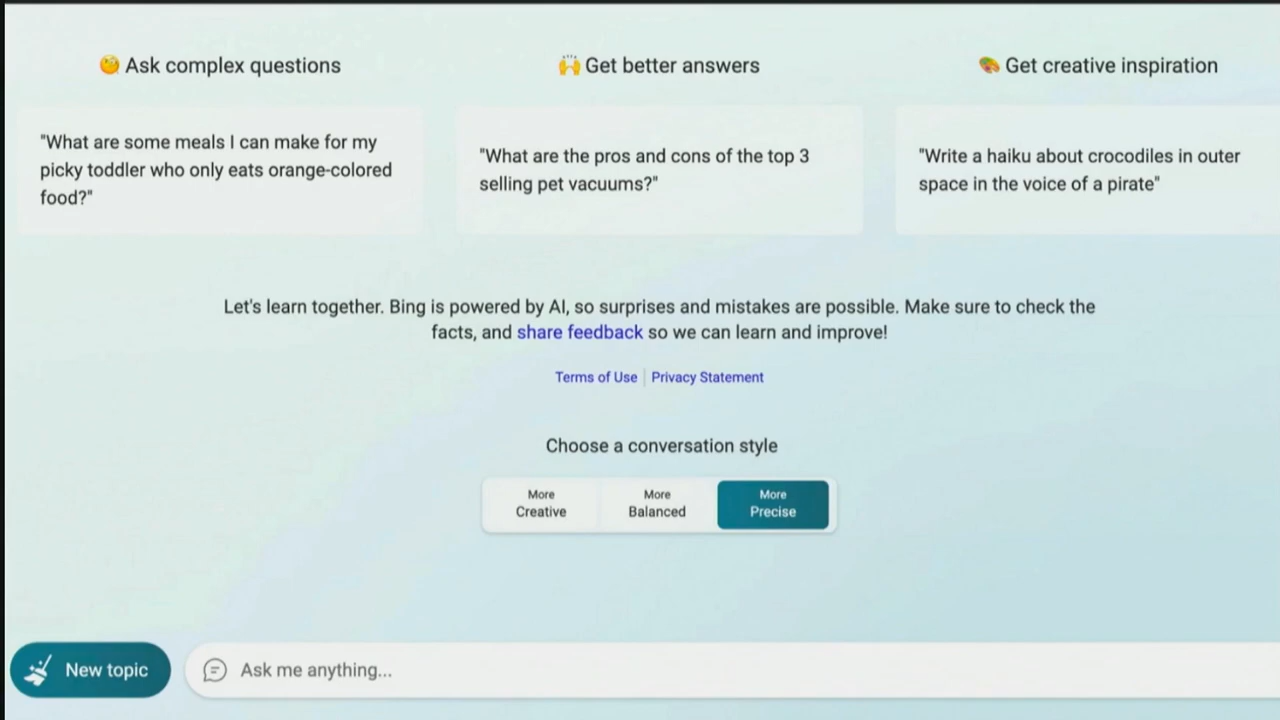 Ask complex questions
Get better answers
Get creative inspiration
"What are some meals I can make for my
picky toddler who only eats orange-colored
food?"
"What are the pros and cons of the top 3
selling pet vacuums?"
"Write a haiku about crocodiles in outer
space in the voice of a pirate"
Let's learn together. Bing is powered by AI, so surprises and mistakes are possible. Make sure to check the
facts, and share feedback so we can learn and improve!
Terms of Use | Privacy Statement
Choose a conversation style
More
Creative
More
Balanced
More
Precise
New topic
Ask me anything...